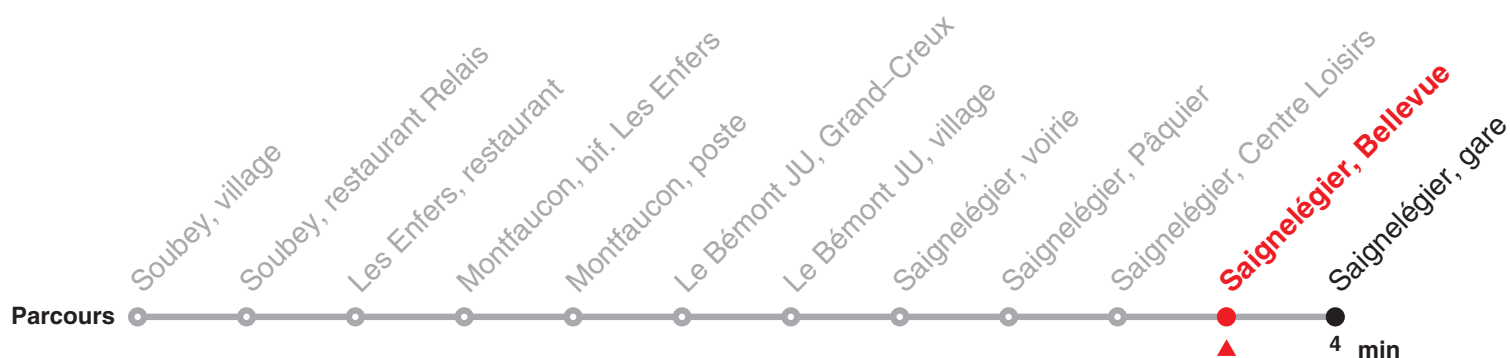 Soubey, village
Soubey, restaurant Relais
Les Enfers, restaurant
Montfaucon, bif. Les Enfers
Montfaucon, poste
Le Bémont JU, Grand–Creux
Le Bémont JU, village
Saignelégier, voirie
Saignelégier, Pâquier
Saignelégier, Centre Loisirs
Saignelégier, Bellevue
Saignelégier, gare
Parcours
4 min